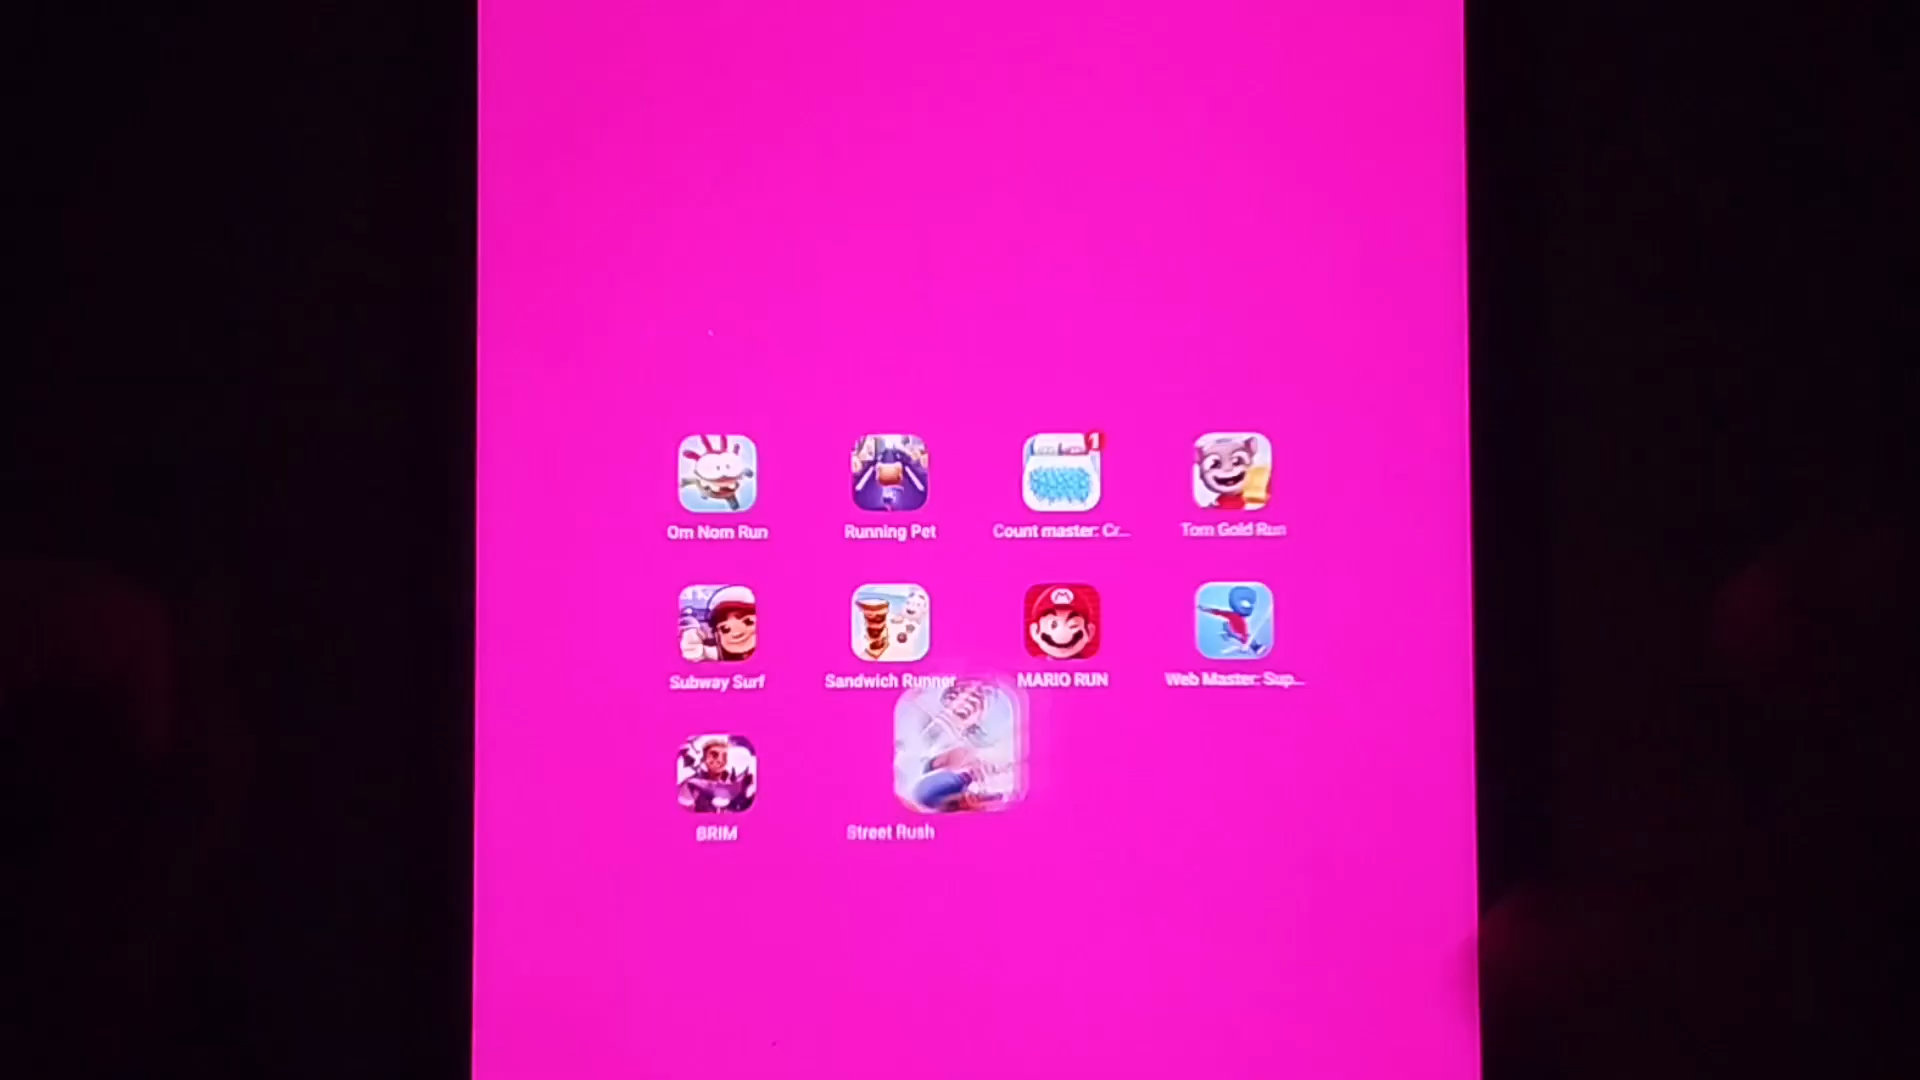 1
Om Nom Run
Running Pet
Count master: Cr...
Tom Gold Run
Subway Surf
Sandwich Runner
MARIO RUN
Web Master: Sup...
BRIM
Street Rush